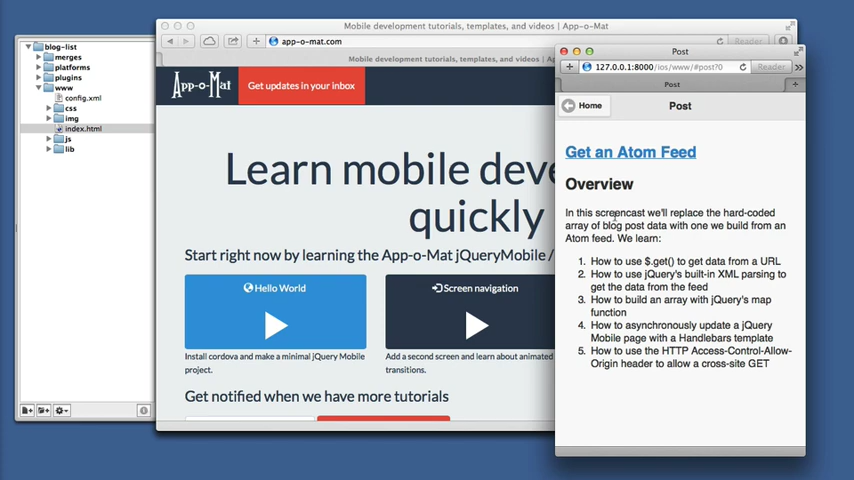 blog-list
merges
platforms
plugins
www
config.xml
css
img
index.html
js
lib
Mobile development tutorials, templates, and videos | App-o-Mat
app-o-mat.com
Reader
Mobile development tutorials, templates, and videos | App-o-Mat
App-o-Mat
Get updates in your inbox
Learn mobile deve
quickly
Start right now by learning the App-o-Mat jQueryMobile /
Hello World
Screen navigation
Install cordova and make a minimal jQuery Mobile
project.
Add a second screen and learn about animated
transitions.
Get notified when we have more tutorials
Post
127.0.0.1:8000/ios/www/#post0
Reader
Post
Home
Post
Get an Atom Feed
Overview
In this screencast we'll replace the hard-coded
array of blog post data with one we build from an
Atom feed. We learn:
1. How to use $.get() to get data from a URL
2. How to use jQuery's built-in XML parsing to
get the data from the feed
3. How to build an array with jQuery's map
function
4. How to asynchronously update a jQuery
Mobile page with a Handlebars template
5. How to use the HTTP Access-Control-Allow-
Origin header to allow a cross-site GET